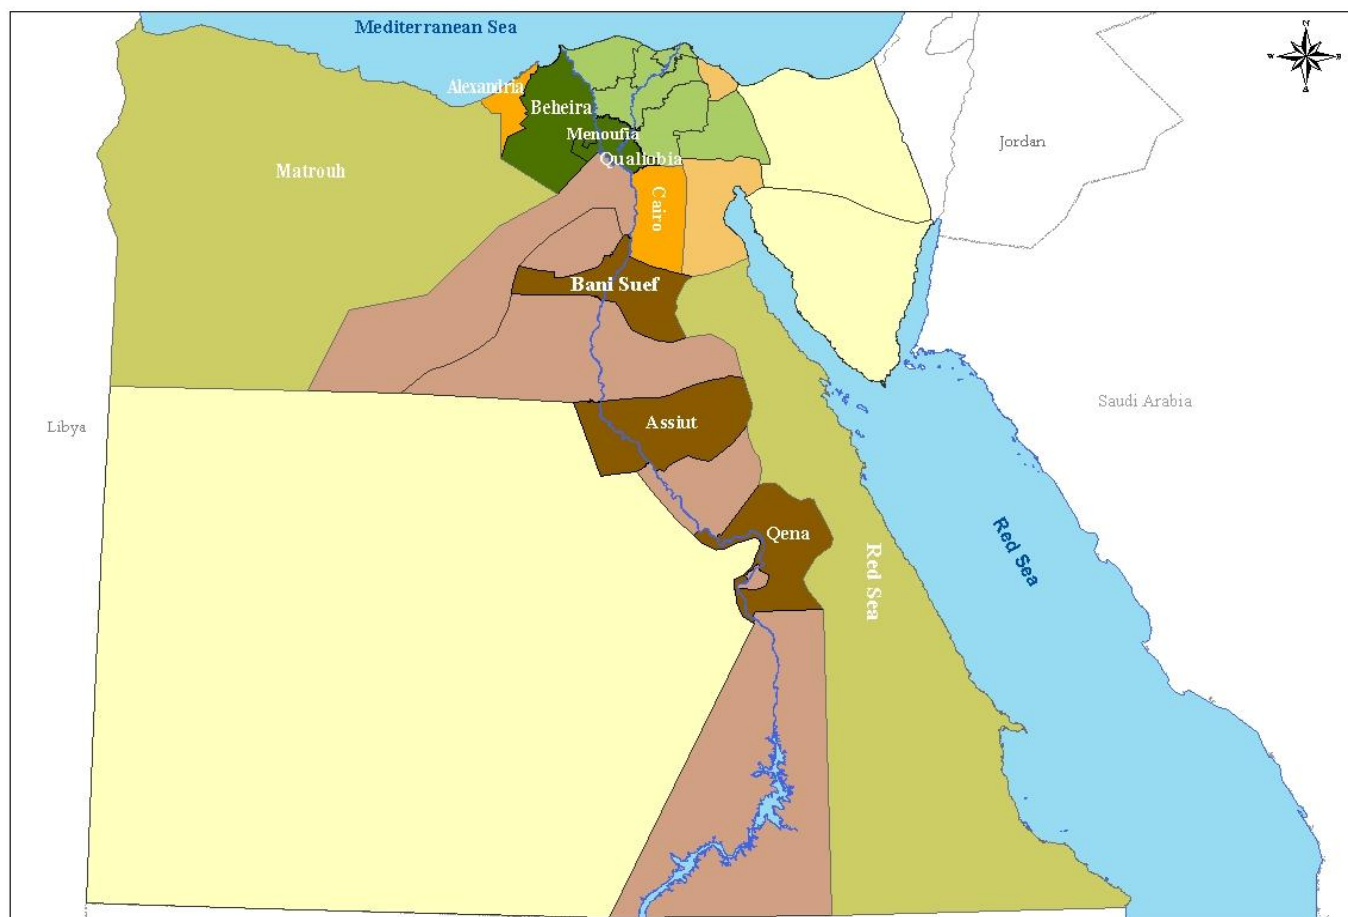 Mediterranean Sea
Alexandria
Beheira
Menoufia
Qualiobia
Jordan
Matrouh
Cairo
Bani Suef
Saudi Arabia
Libya
Assiut
Qena
Red Sea
Red Sea